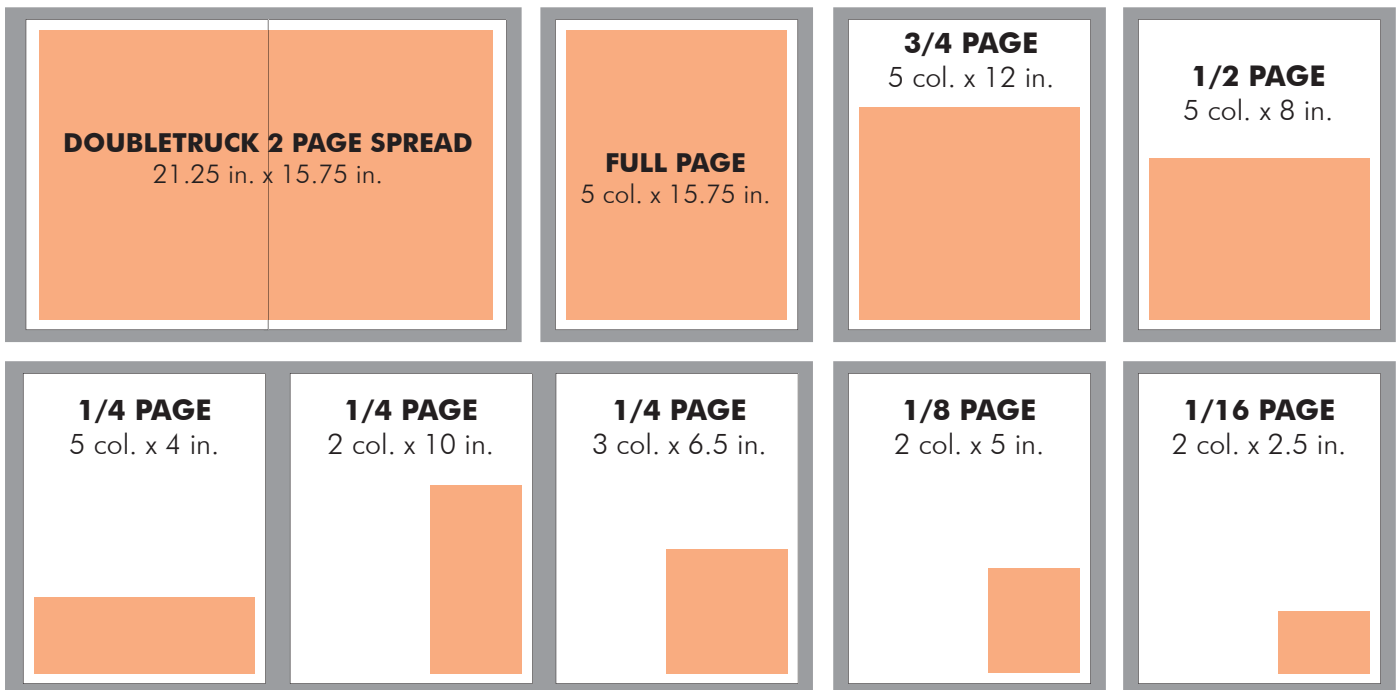 DOUBLETRUCK 2 PAGE SPREAD
21.25 in. x 15.75 in.
FULL PAGE
5 col. x 15.75 in.
3/4 PAGE
5 col. x 12 in.
1/2 PAGE
5 col. x 8 in.
1/4 PAGE
5 col. x 4 in.
1/4 PAGE
2 col. x 10 in.
1/4 PAGE
3 col. x 6.5 in.
1/8 PAGE
2 col. x 5 in.
1/16 PAGE
2 col. x 2.5 in.